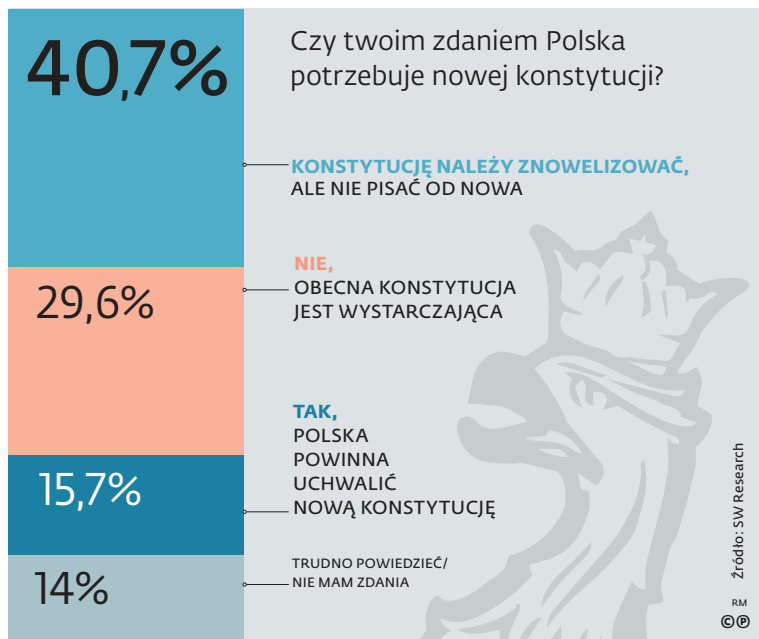 40,7%
Czy twoim zdaniem Polska
potrzebuje nowej konstytucji?
KONSTYTUCJĘ NALEŻY ZNOWELIZOWAĆ,
ALE NIE PISAĆ OD NOWA
29,6%
NIE,
OBECNA KONSTYTUCJA
JEST WYSTARCZAJĄCA
15,7%
TAK,
POLSKA
POWINNA
UCHWALIĆ
NOWĄ KONSTYTUCJĘ
14%
TRUDNO POWIEDZIEĆ/
NIE MAM ZDANIA
Źródło: SW Research
RM
©℗